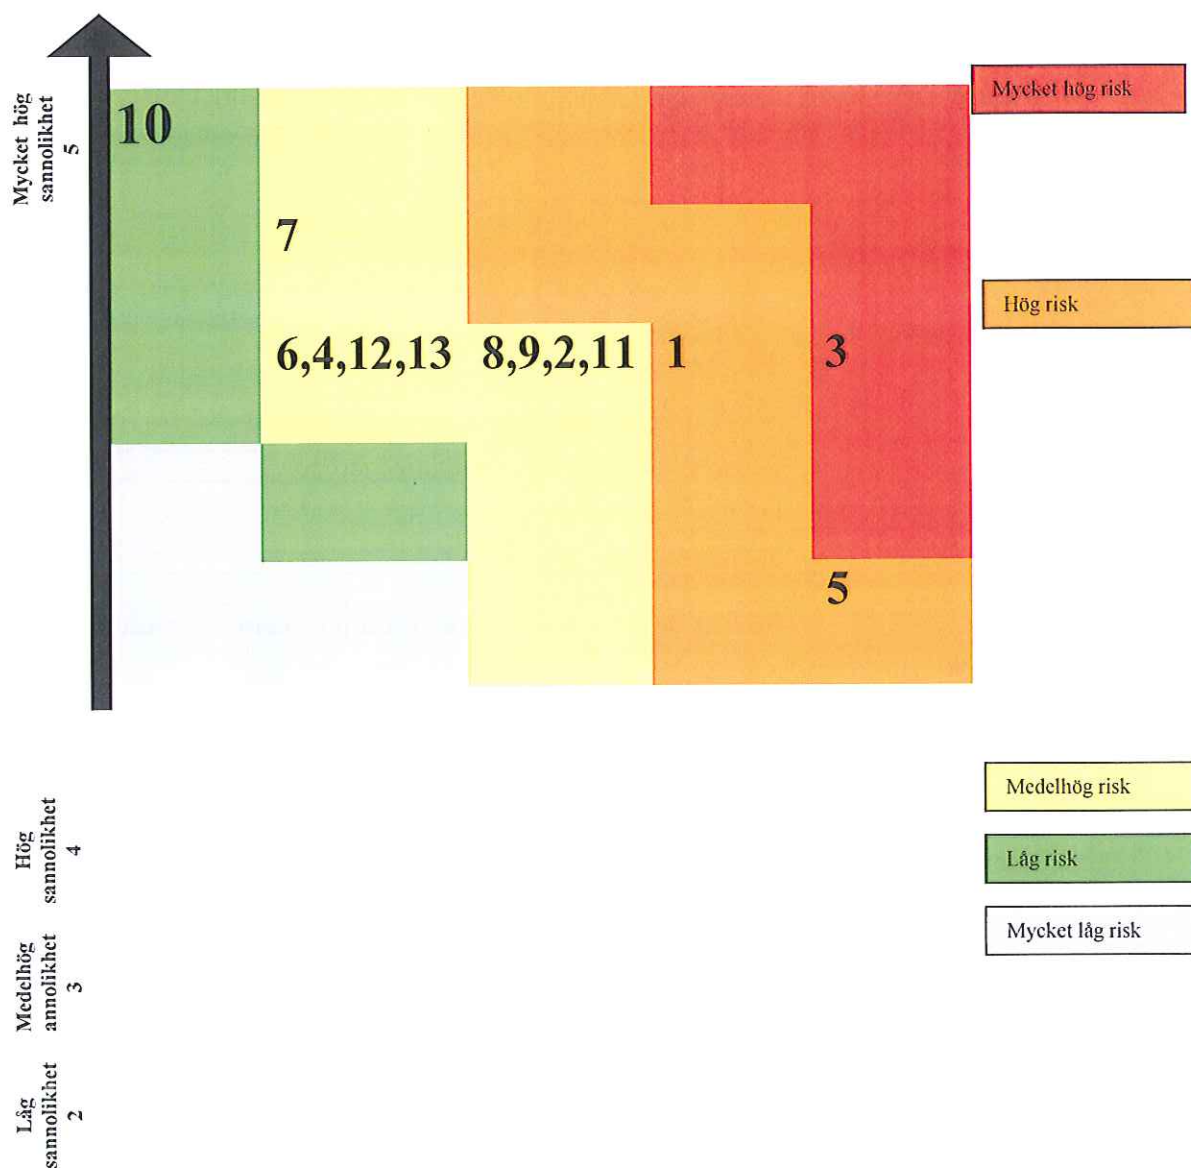 Mycket hög
sannolikhet
5
10
Mycket hög risk
7
Hög risk
6,4,12,13
8,9,2,11
1
3
5
Medelhög risk
Hög
sannolikhet
4
Låg risk
Mycket låg risk
Medelhög
annolikhet
3
Låg
sannolikhet
2